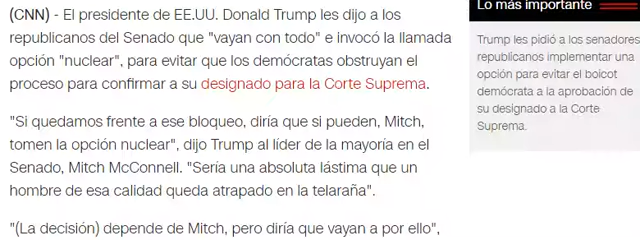 (CNN) - El presidente de EE.UU. Donald Trump les dijo a los
republicanos del Senado que "vayan con todo" e invocó la llamada
opción "nuclear", para evitar que los demócratas obstruyan el
proceso para confirmar a su designado para la Corte Suprema.
"Si quedamos frente a ese bloqueo, diría que si pueden, Mitch,
tomen la opción nuclear", dijo Trump al líder de la mayoría en el
Senado, Mitch McConnell. "Sería una absoluta lástima que un
hombre de esa calidad queda atrapado en la telaraña".
"(La decisión) depende de Mitch, pero diría que vayan a por ello",
Lo más importante
Trump les pidió a los senadores
republicanos implementar una
opción para evitar el boicot
demócrata a la aprobación de
su designado a la Corte
Suprema.